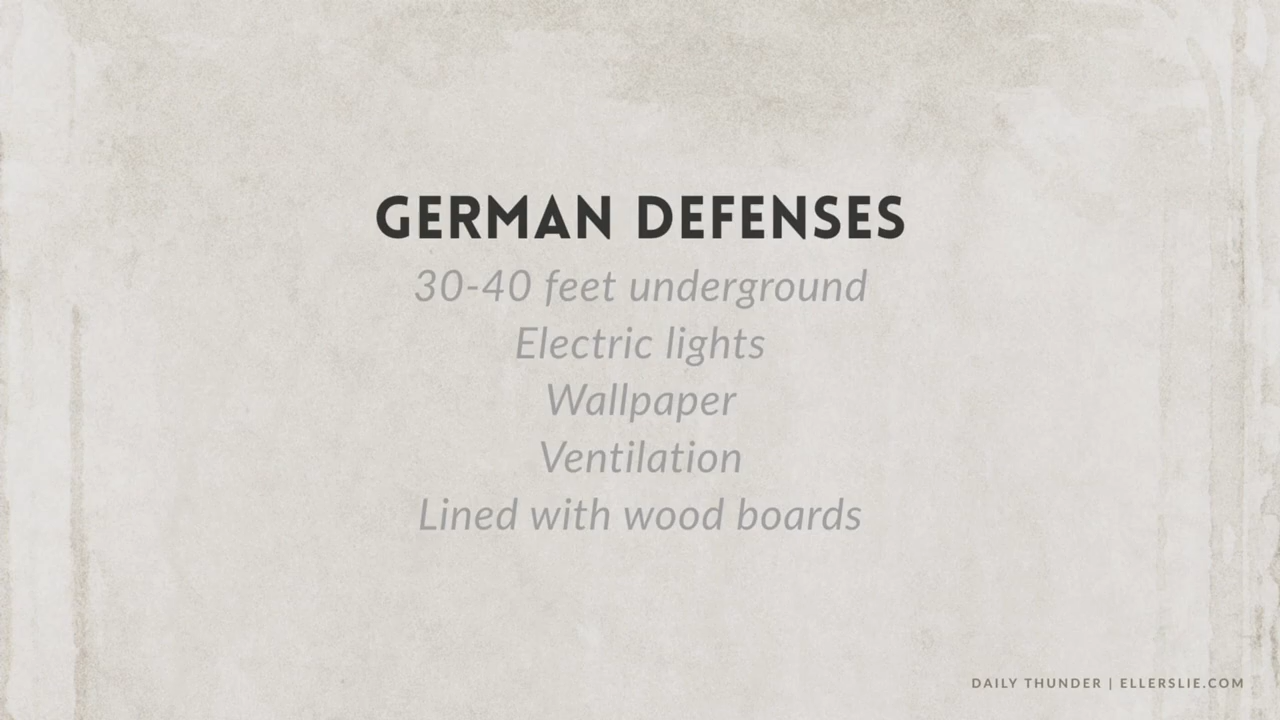 GERMAN DEFENSES
30-40 feet underground
Electric lights
Wallpaper
Ventilation
Lined with wood boards
DAILY THUNDER | ELLERSLIE.COM